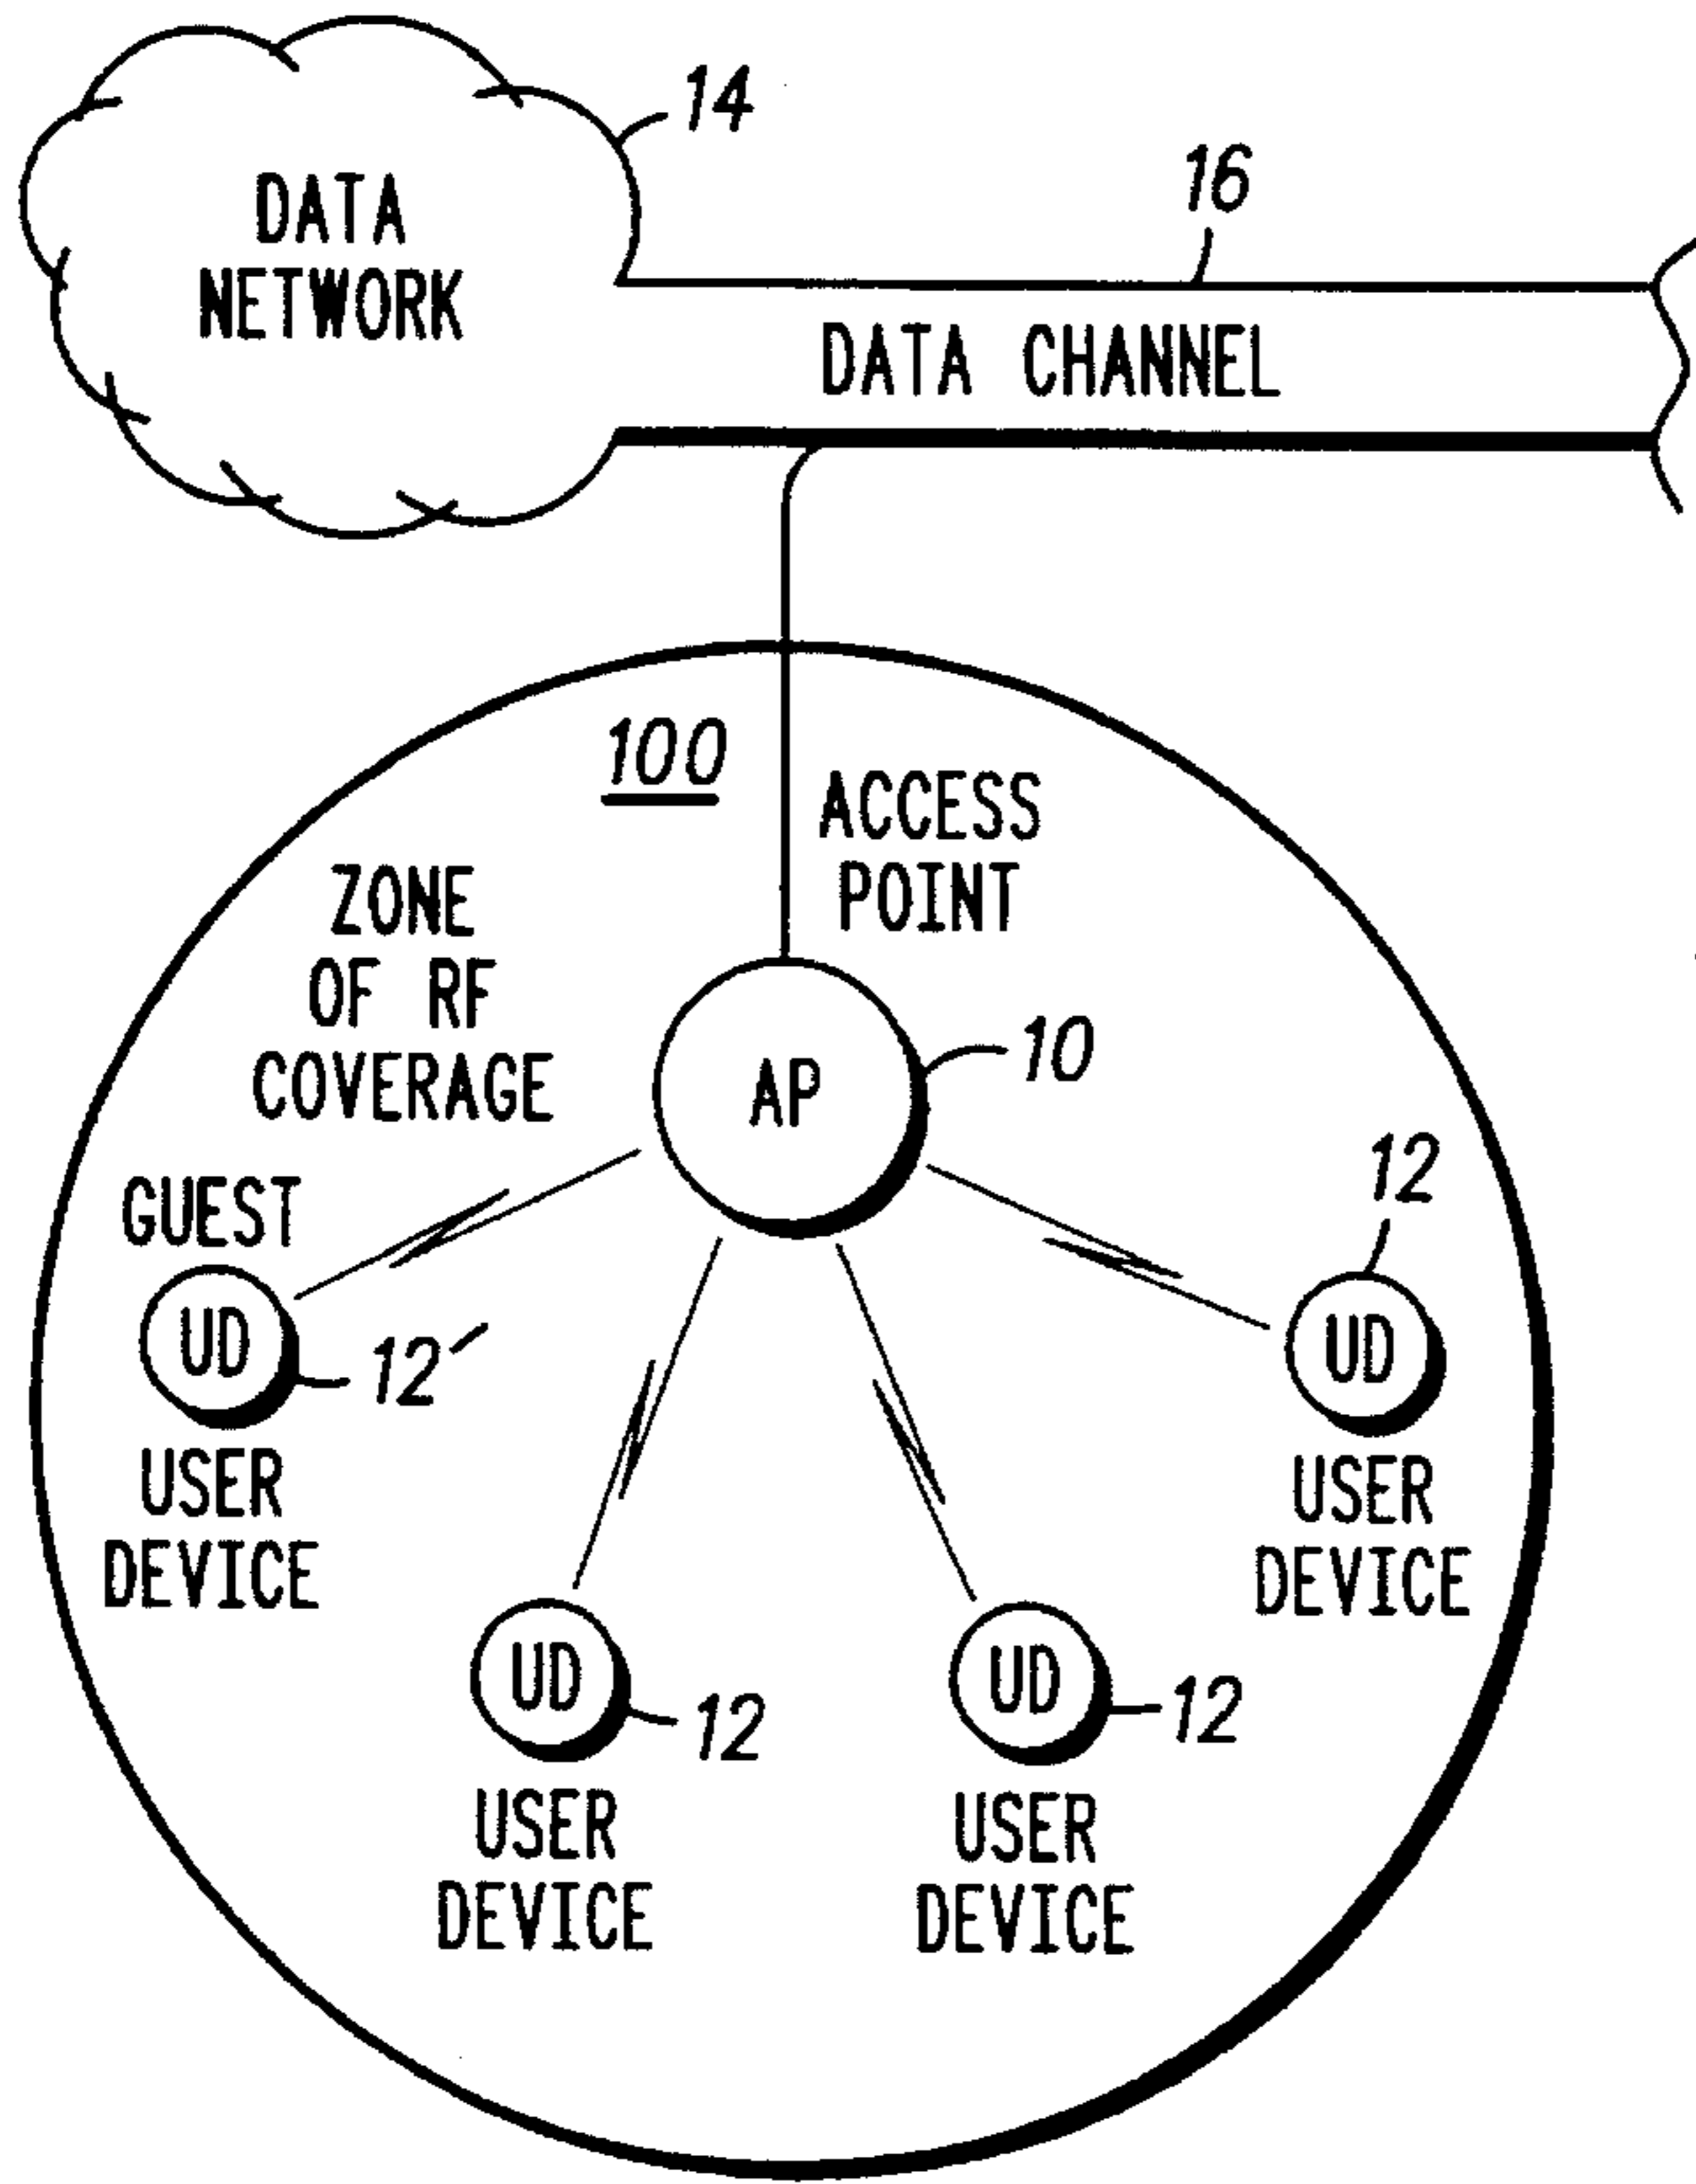 14
16
DATA
NETWORK
DATA CHANNEL
100
ACCESS
POINT
ZONE
OF RF
COVERAGE
AP
10
GUEST
UD
12'
USER
DEVICE
12
UD
USER
DEVICE
UD
12
USER
DEVICE
UD
12
USER
DEVICE